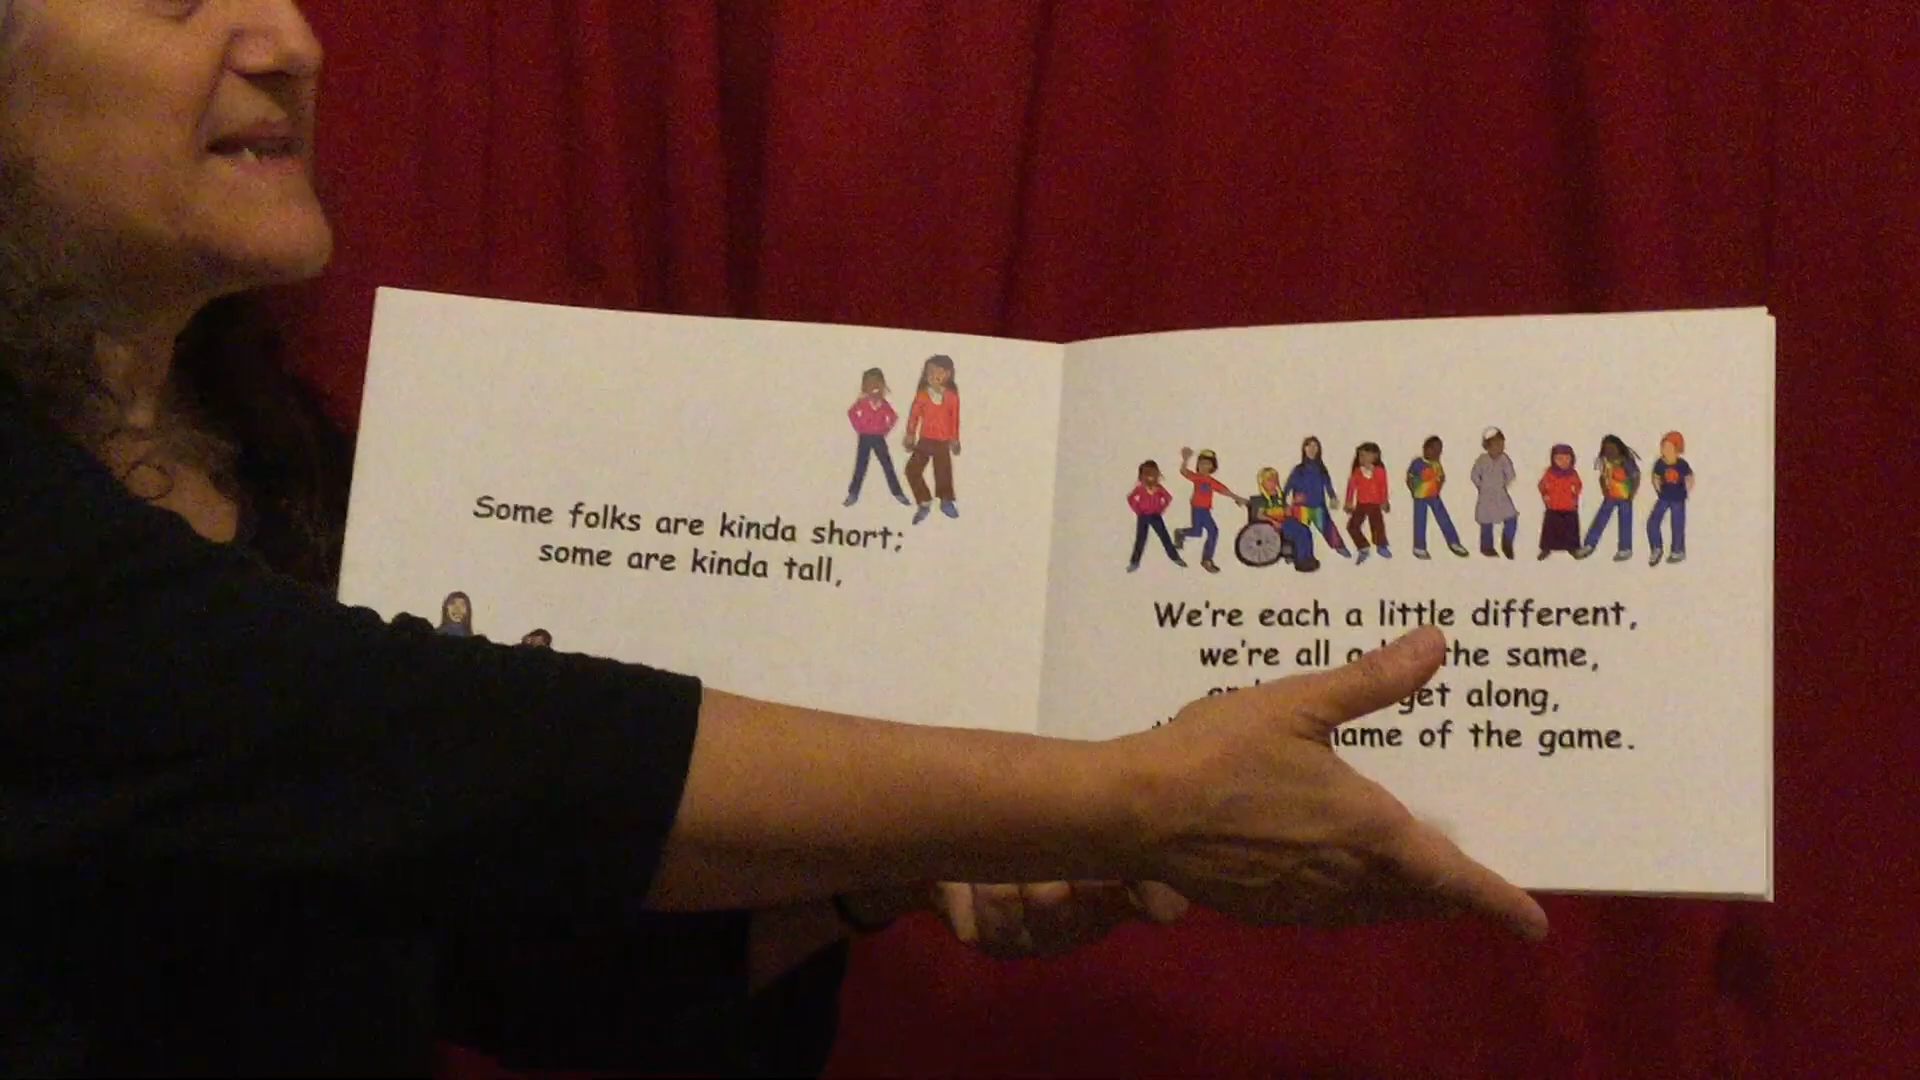 Some folks are kinda short;
some are kinda tall,
We're each a little different,
we're all a the same,
get along,
name of the game.